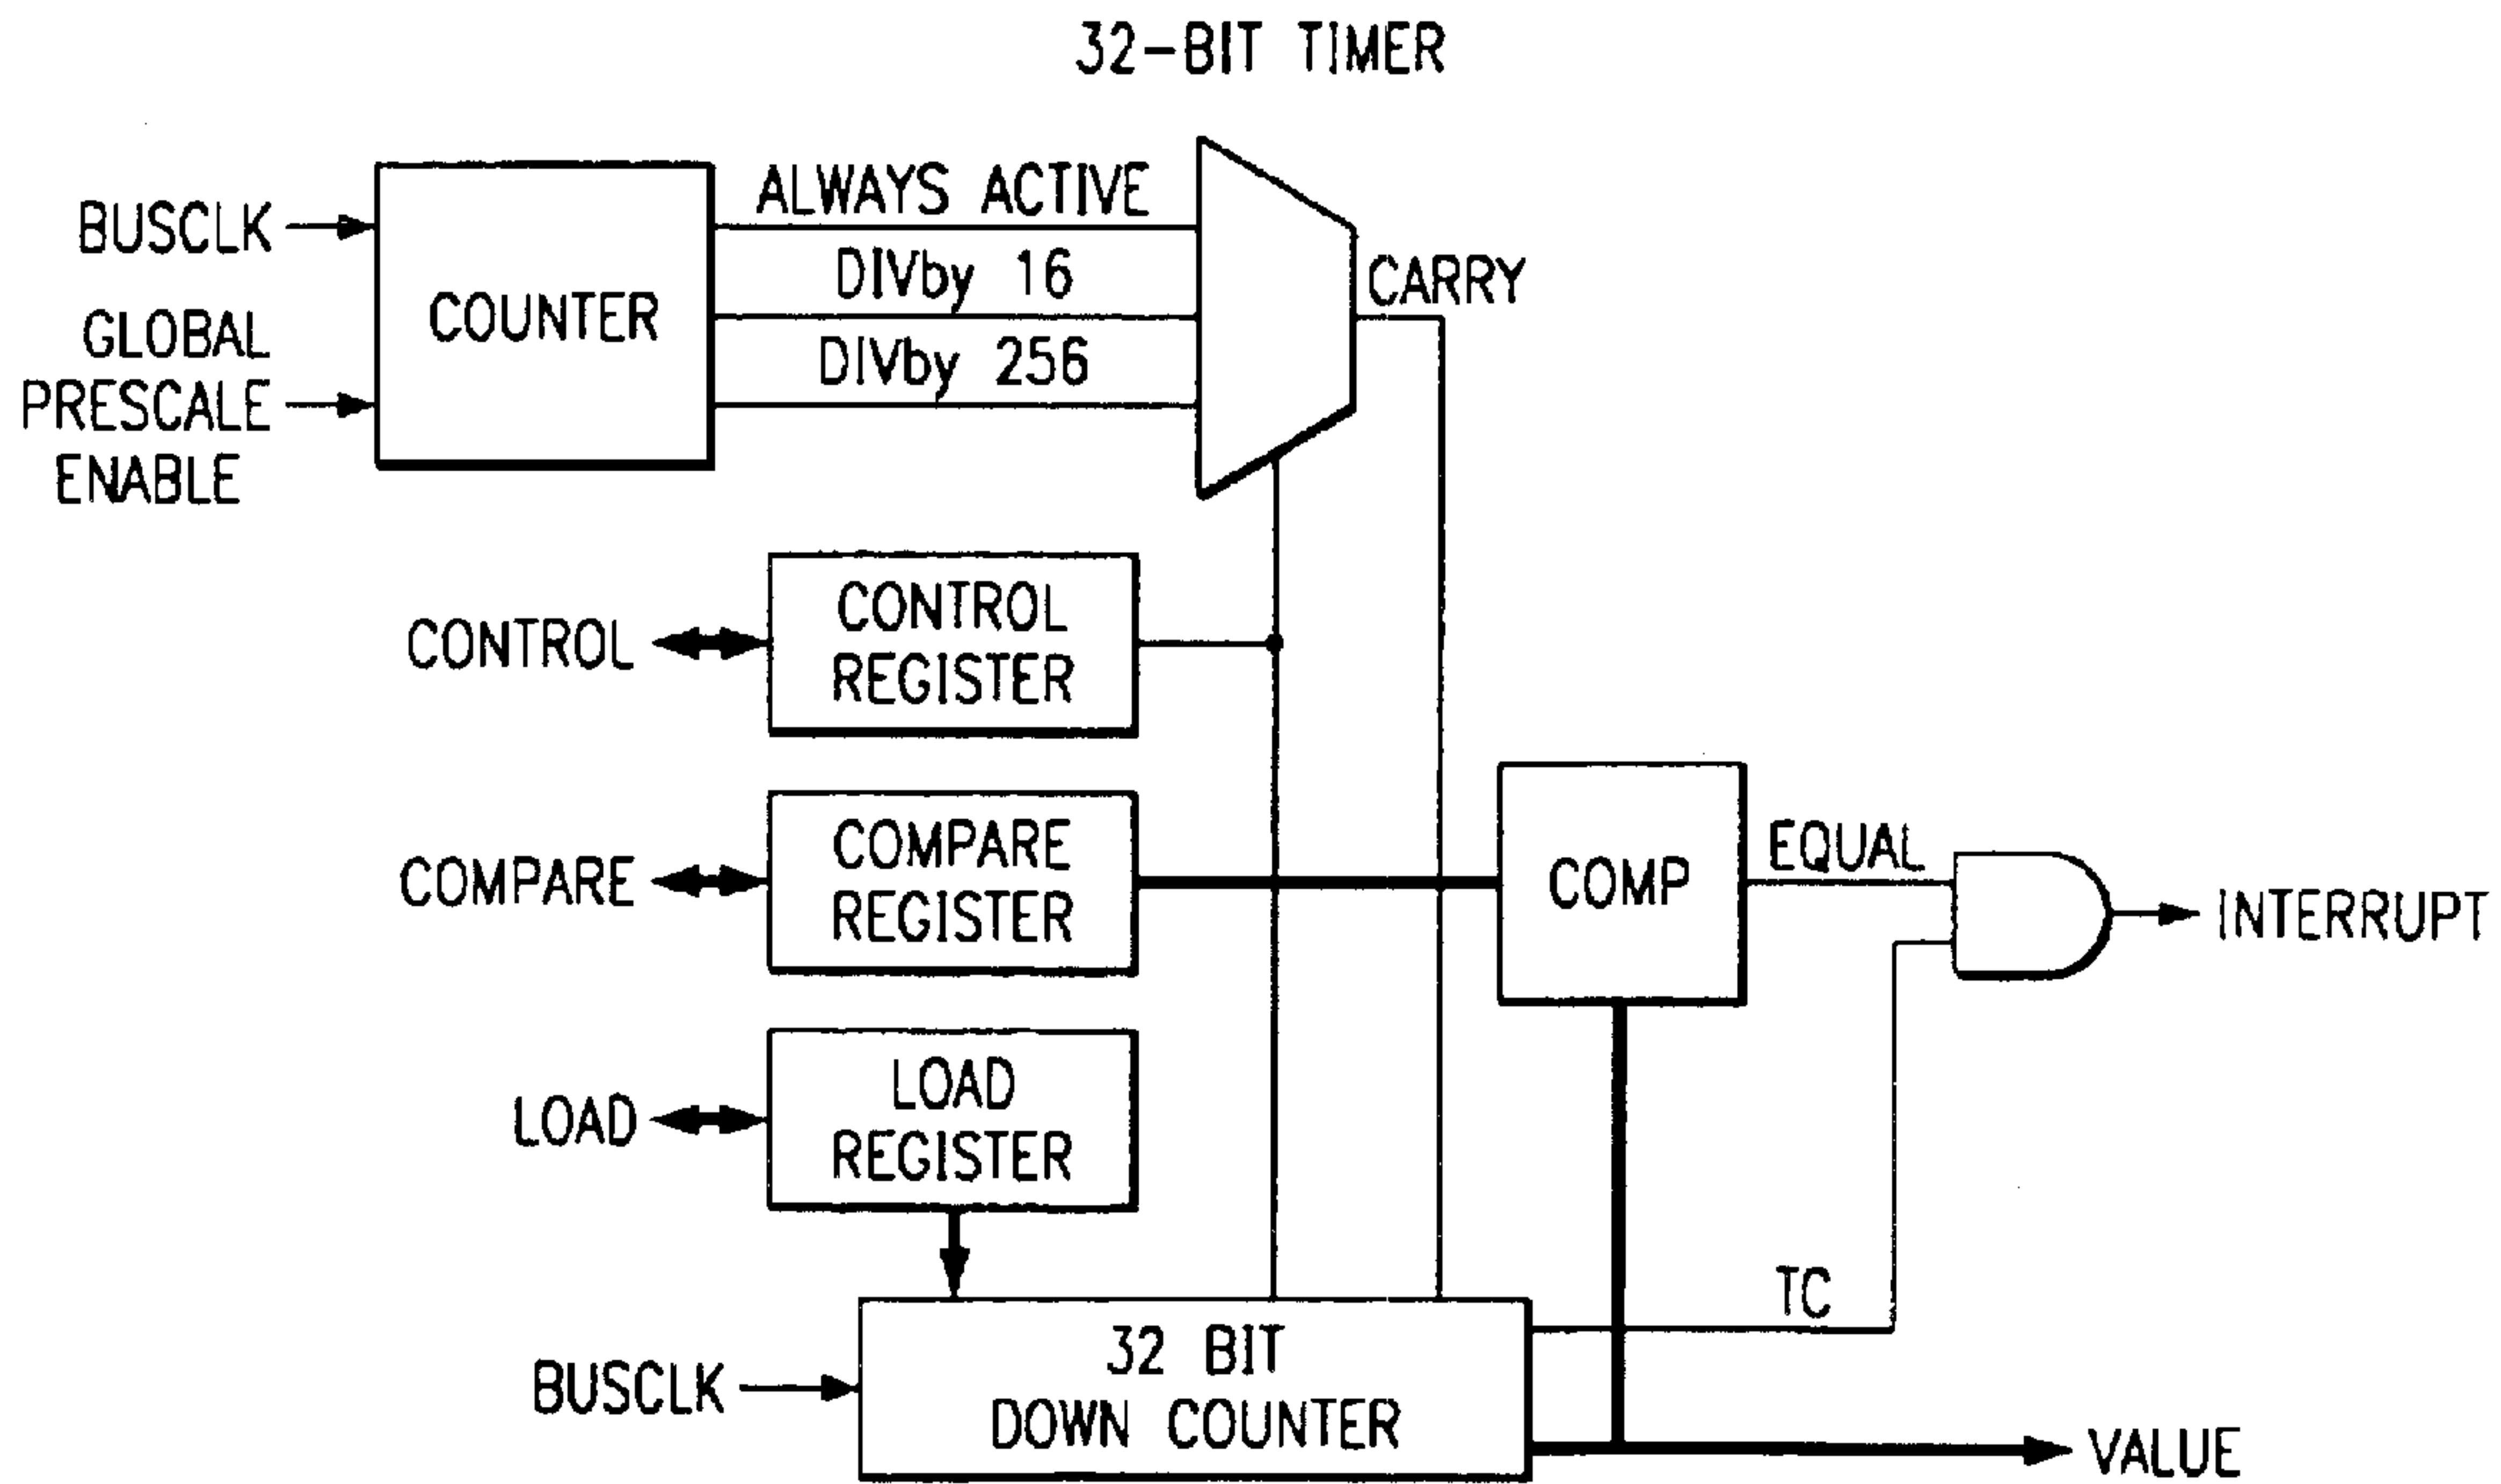 32-BIT TIMER
BUSCLK
GLOBAL
PRESCALE
ENABLE
COUNTER
ALWAYS ACTIVE
DIVby 16
DIVby 256
CARRY
CONTROL
CONTROL
REGISTER
COMPARE
COMPARE
REGISTER
COMP
EQUAL
INTERRUPT
LOAD
LOAD
REGISTER
BUSCLK
32 BIT
DOWN COUNTER
TC
VALUE